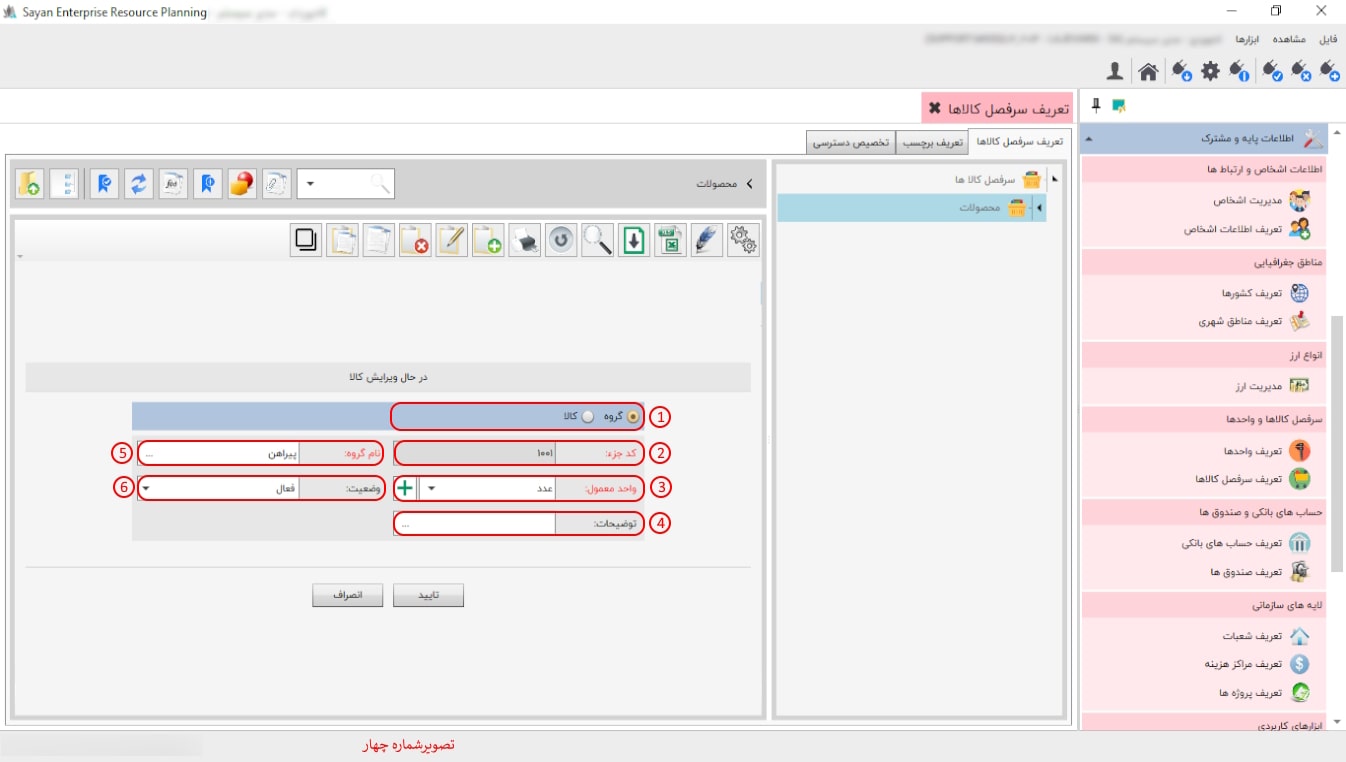 Sayan Enterprise Resource Planning
فایل مشاهده ابزارها
تعریف سرفصل کالاها
تعریف سرفصل کالاها تعریف برچسب تخصیص دسترسی
اطلاعات پایه و مشترک
اطلاعات اشخاص و ارتباط ها
مدیریت اشخاص
تعریف اطلاعات اشخاص
مناطق جغرافیایی
تعریف کشورها
تعریف مناطق شهری
انواع ارز
مدیریت ارز
سرفصل کالاها و واحدها
تعریف واحدها
تعریف سرفصل کالاها
حساب های بانکی و صندوق ها
تعریف حساب های بانکی
تعریف صندوق ها
لایه های سازمانی
تعریف شعبات
تعریف مراکز هزینه
تعریف پروژه ها
ابزارهای کاربردی
سرفصل کالا ها
محصولات
محصولات
در حال ویرایش کالا
1 گروه کالا
2 کد جزء: ۱۰۰۱
نام گروه: پیراهن ... 5
3 واحد معمول: عدد
وضعیت: فعال 6
4 توضیحات: ...
تایید انصراف
تصویرشماره چهار